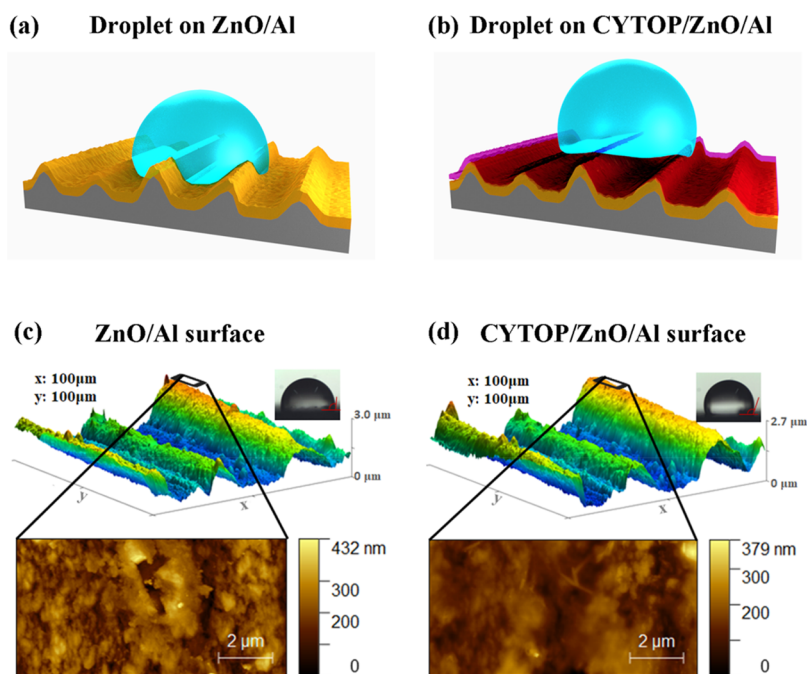 (a) Droplet on ZnO/Al
(b) Droplet on CYTOP/ZnO/Al
(c) ZnO/Al surface
x: 100μm
y: 100μm
3.0 μm
0 μm
y
x
432 nm
300
200
0
2 μm
(d) CYTOP/ZnO/Al surface
x: 100μm
y: 100μm
2.7 μm
0 μm
y
x
379 nm
300
200
0
2 μm